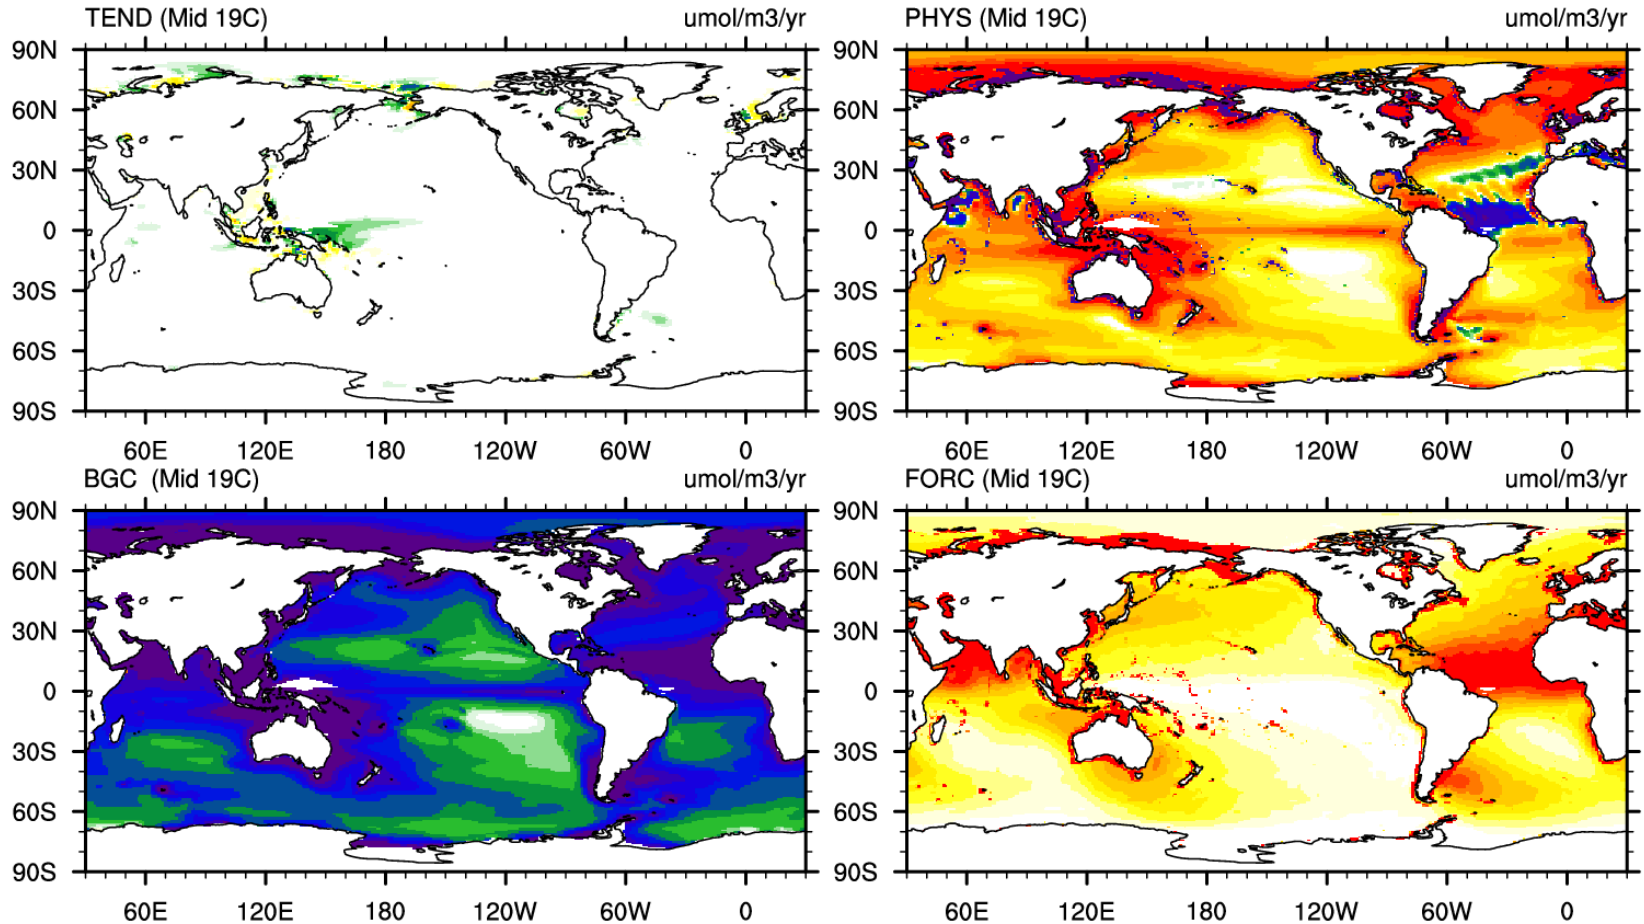 TEND (Mid 19C) umol/m3/yr PHYS (Mid 19C) umol/m3/yr
90N 90N
60N 60N
30N 30N
0 0
30S 30S
60S 60S
90S 90S
60E 120E 180 120W 60W 0 60E 120E 180 120W 60W 0
BGC (Mid 19C) umol/m3/yr FORC (Mid 19C) umol/m3/yr
90N 90N
60N 60N
30N 30N
0 0
30S 30S
60S 60S
90S 90S
60E 120E 180 120W 60W 0 60E 120E 180 120W 60W 0